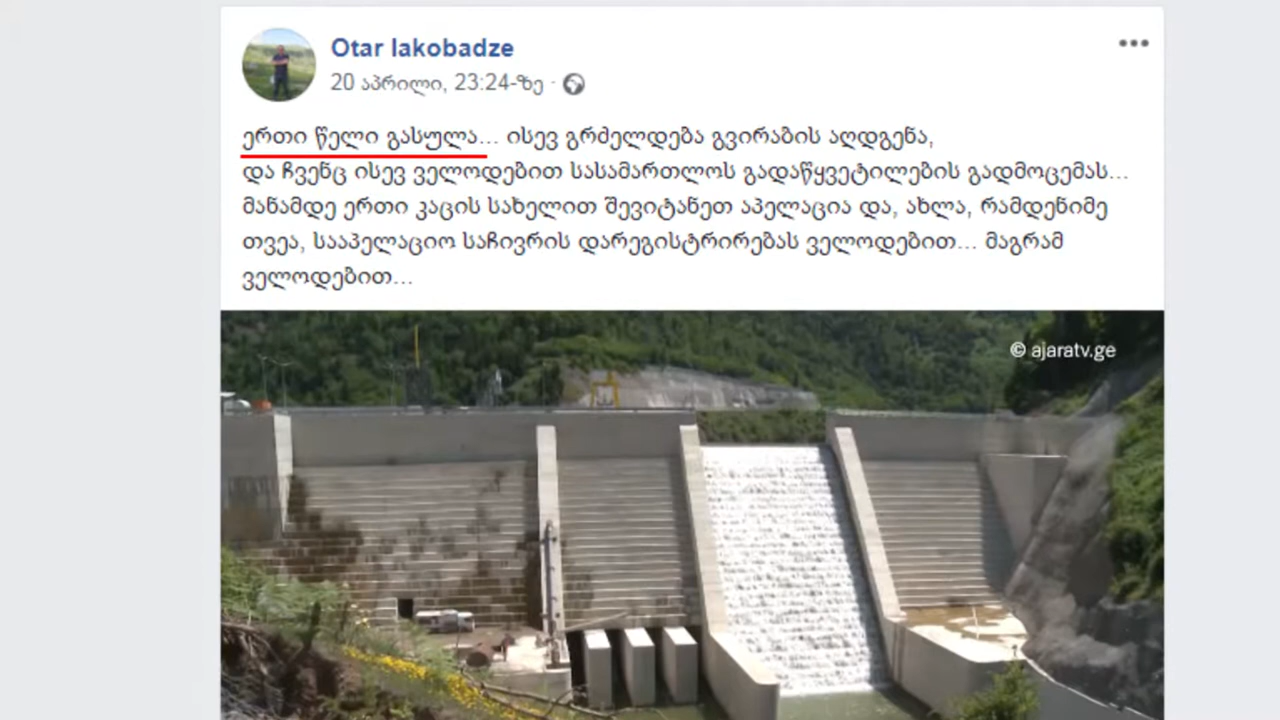 Otar Iakobadze
20 აპრილი, 23:24-ზე ·
ერთი წელი გასულა... ისევ გრძელდება გვირაბის აღდგენა,
და ჩვენც ისევ ველოდებით სასამართლოს გადაწყვეტილების გადმოცემას...
მანამდე ერთი კაცის სახელით შევიტანეთ აპელაცია და, ახლა, რამდენიმე
თვეა, სააპელაციო საჩივრის დარეგისტრირებას ველოდებით... მაგრამ
ველოდებით...
© ajaratv.ge